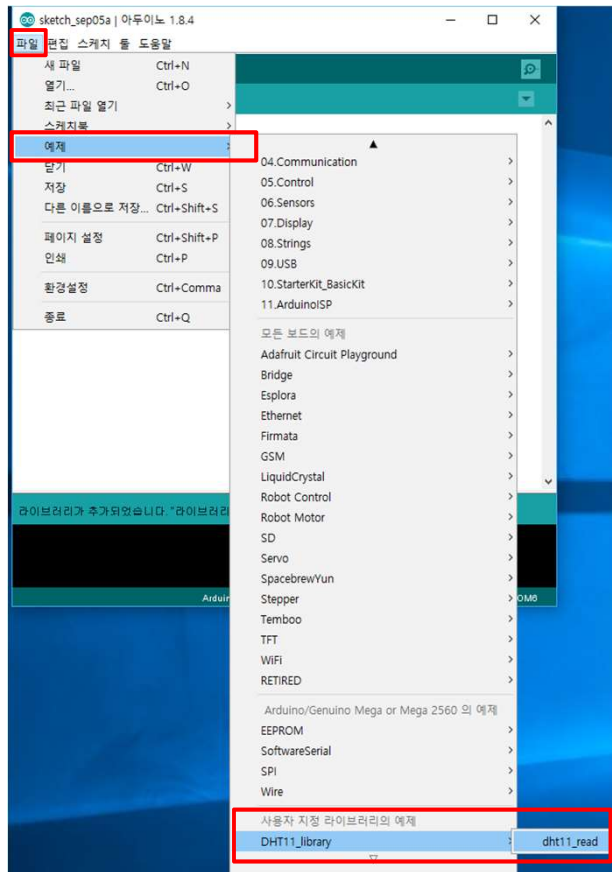 sketch_sep05a | 아두이노 1.8.4
파일 편집 스케치 툴 도움말
새 파일 Ctrl+N
열기... Ctrl+O
최근 파일 열기
스케치북
예제
닫기 Ctrl+W
저장 Ctrl+S
다른 이름으로 저장... Ctrl+Shift+S
페이지 설정 Ctrl+Shift+P
인쇄 Ctrl+P
환경설정 Ctrl+Comma
종료 Ctrl+Q
04.Communication
05.Control
06.Sensors
07.Display
08.Strings
09.USB
10.StarterKit_BasicKit
11.ArduinoISP
모든 보드의 예제
Adafruit Circuit Playground
Bridge
Esplora
Ethernet
Firmata
GSM
LiquidCrystal
Robot Control
Robot Motor
SD
Servo
SpacebrewYun
Stepper
Temboo
TFT
WiFi
RETIRED
Arduino/Genuino Mega or Mega 2560 의 예제
EEPROM
SoftwareSerial
SPI
Wire
사용자 지정 라이브러리의 예제
DHT11_library
dht11_read
라이브러리가 추가되었습니다. "라이브러리
Arduin
OM6